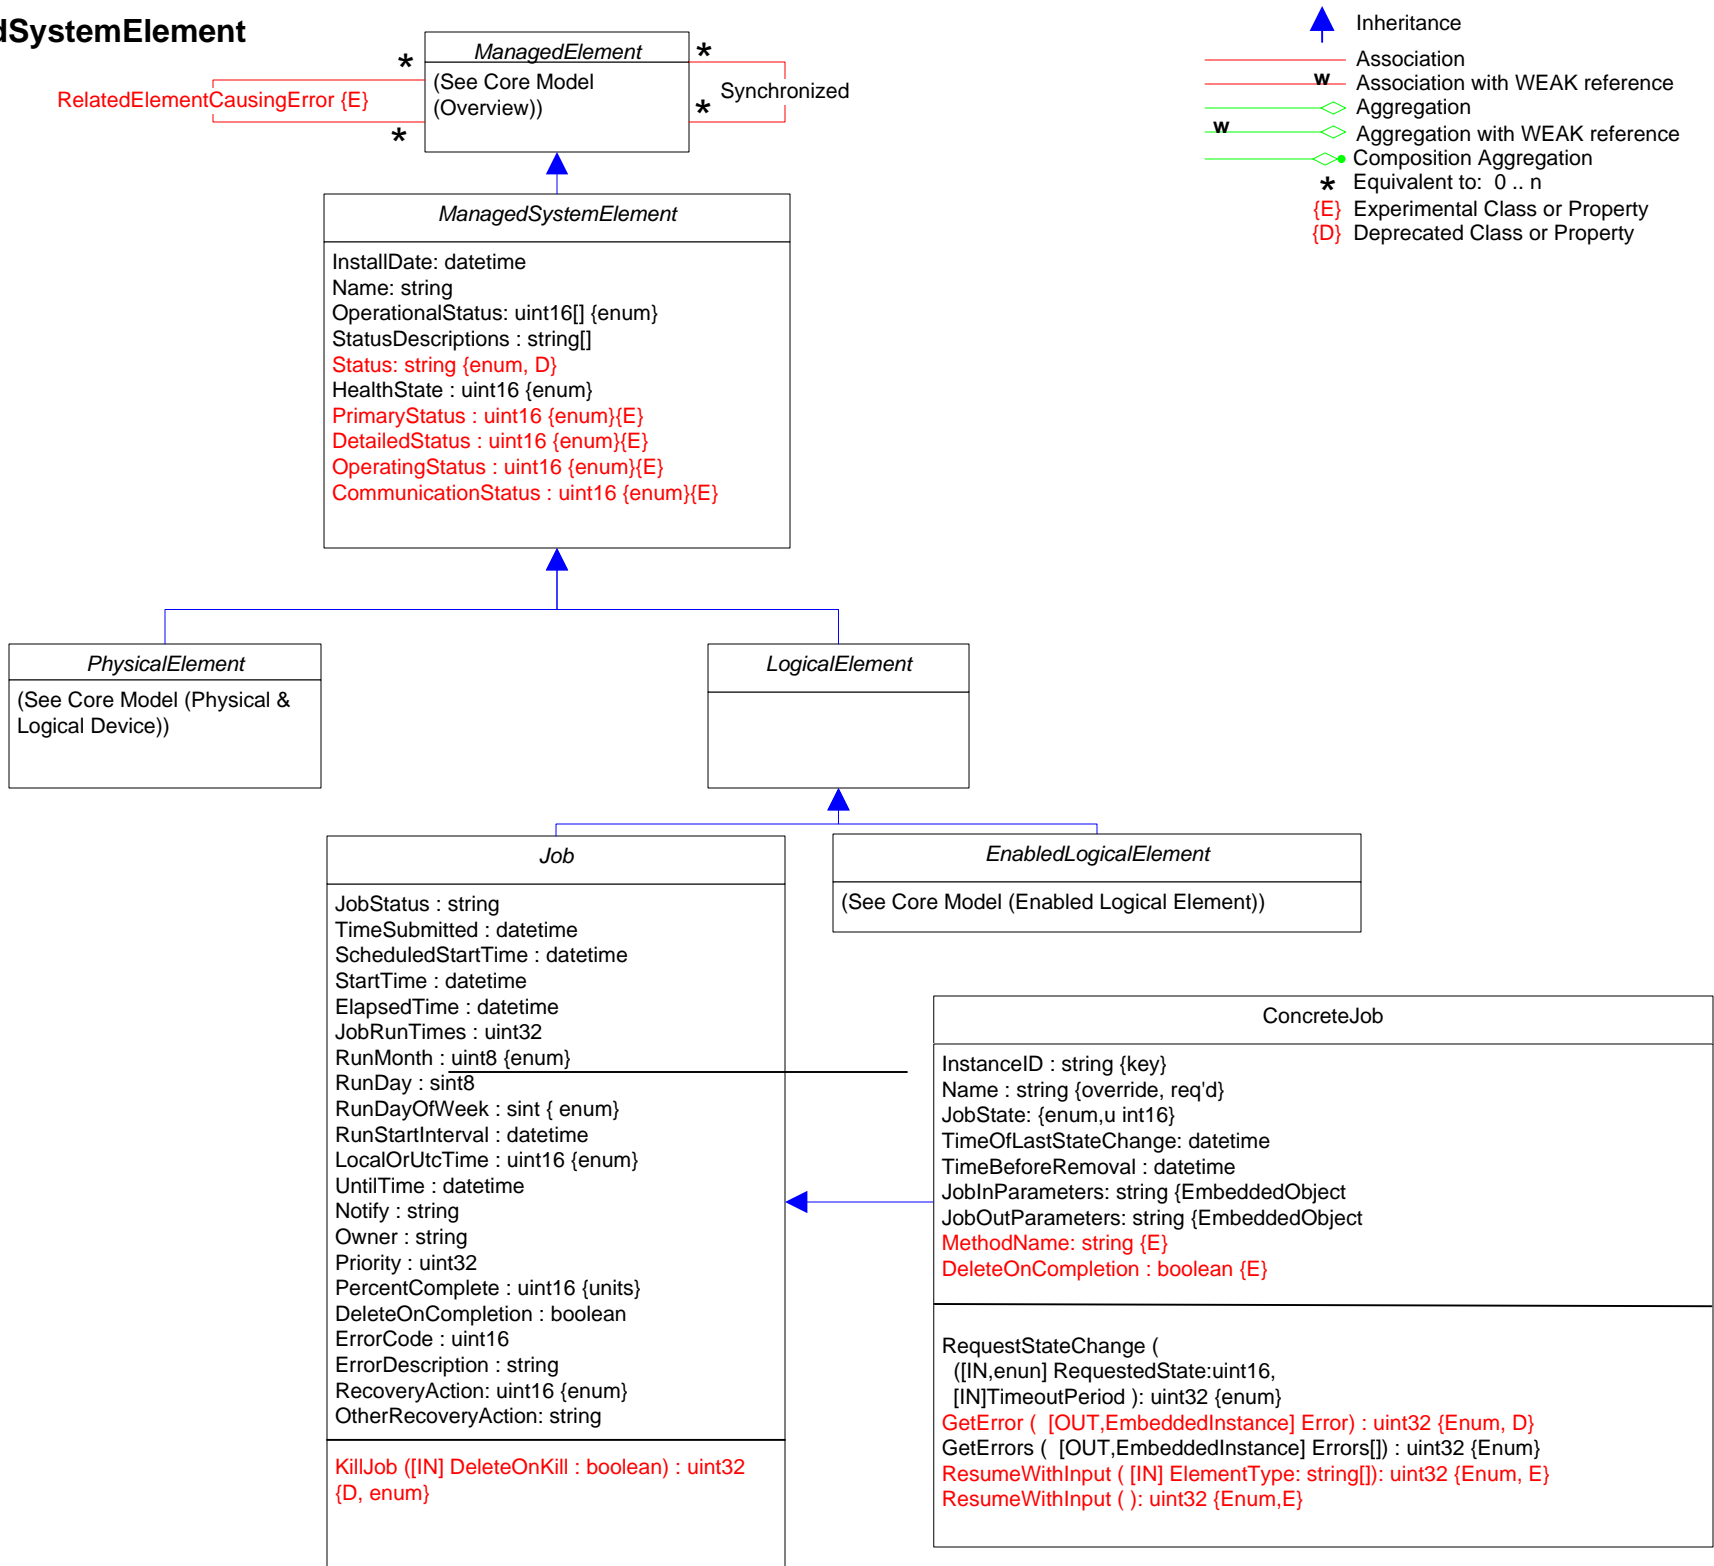 dSystemElement
Inheritance
Association
w Association with WEAK reference
Aggregation
w Aggregation with WEAK reference
Composition Aggregation
* Equivalent to: 0 .. n
{E} Experimental Class or Property
{D} Deprecated Class or Property
ManagedElement
(See Core Model
(Overview))
*
*
RelatedElementCausingError {E}
*
*
Synchronized
ManagedSystemElement
InstallDate: datetime
Name: string
OperationalStatus: uint16[] {enum}
StatusDescriptions : string[]
Status: string {enum, D}
HealthState : uint16 {enum}
PrimaryStatus : uint16 {enum}{E}
DetailedStatus : uint16 {enum}{E}
OperatingStatus : uint16 {enum}{E}
CommunicationStatus : uint16 {enum}{E}
PhysicalElement
(See Core Model (Physical &
Logical Device))
LogicalElement
Job
JobStatus : string
TimeSubmitted : datetime
ScheduledStartTime : datetime
StartTime : datetime
ElapsedTime : datetime
JobRunTimes : uint32
RunMonth : uint8 {enum}
RunDay : sint8
RunDayOfWeek : sint { enum}
RunStartInterval : datetime
LocalOrUtcTime : uint16 {enum}
UntilTime : datetime
Notify : string
Owner : string
Priority : uint32
PercentComplete : uint16 {units}
DeleteOnCompletion : boolean
ErrorCode : uint16
ErrorDescription : string
RecoveryAction: uint16 {enum}
OtherRecoveryAction: string
KillJob ([IN] DeleteOnKill : boolean) : uint32
{D, enum}
EnabledLogicalElement
(See Core Model (Enabled Logical Element))
ConcreteJob
InstanceID : string {key}
Name : string {override, req'd}
JobState: {enum,u int16}
TimeOfLastStateChange: datetime
TimeBeforeRemoval : datetime
JobInParameters: string {EmbeddedObject
JobOutParameters: string {EmbeddedObject
MethodName: string {E}
DeleteOnCompletion : boolean {E}
RequestStateChange (
([IN,enun] RequestedState:uint16,
[IN]TimeoutPeriod ): uint32 {enum}
GetError ( [OUT,EmbeddedInstance] Error) : uint32 {Enum, D}
GetErrors ( [OUT,EmbeddedInstance] Errors[]) : uint32 {Enum}
ResumeWithInput ( [IN] ElementType: string[]): uint32 {Enum, E}
ResumeWithInput ( ): uint32 {Enum,E}